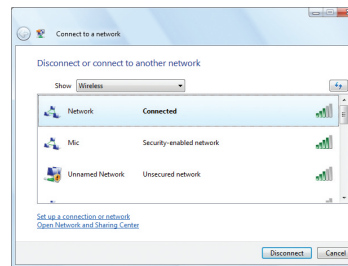 Connect to a network
Disconnect or connect to another network
Show Wireless
Network Connected
Mic Security-enabled network
Unnamed Network Unsecured network
Set up a connection or network
Open Network and Sharing Center
Disconnect Cancel